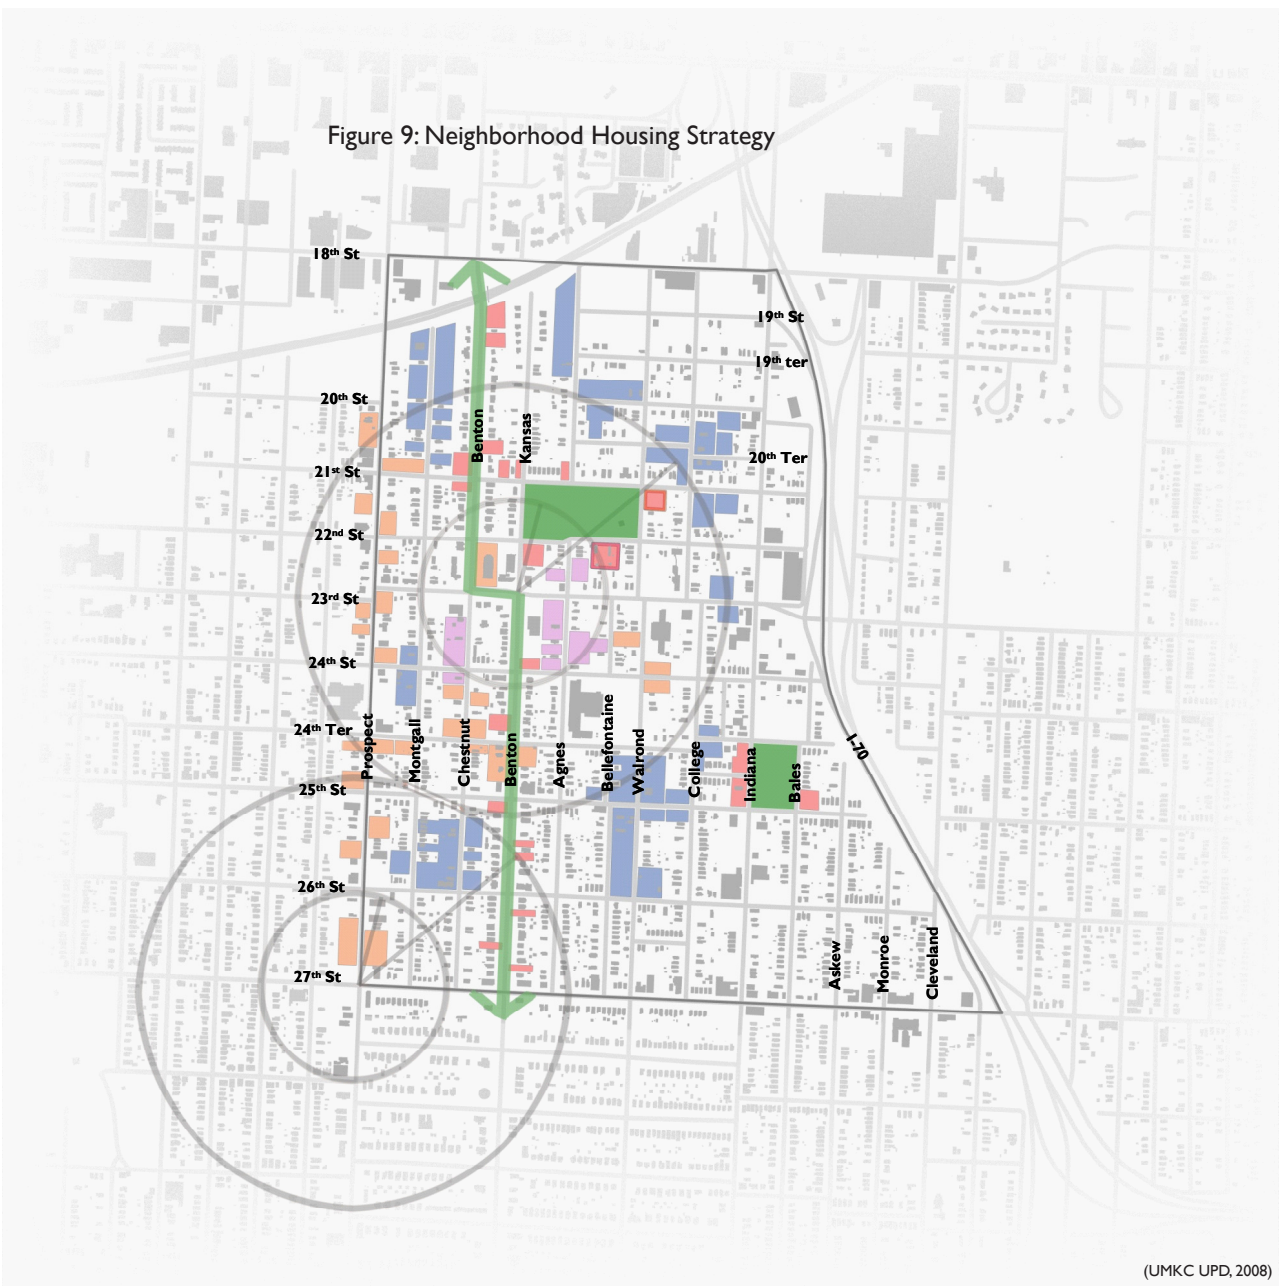 Figure 9: Neighborhood Housing Strategy
18th St
19th St
19th ter
20th St
Benton
Kansas
20th Ter
21st St
22nd St
23rd St
24th St
24th Ter
Prospect
Montgall
Chestnut
Benton
Agnes
Bellefontaine
Walrond
College
Indiana
Bales
I-70
25th St
26th St
27th St
Askew
Monroe
Cleveland
(UMKC UPD, 2008)